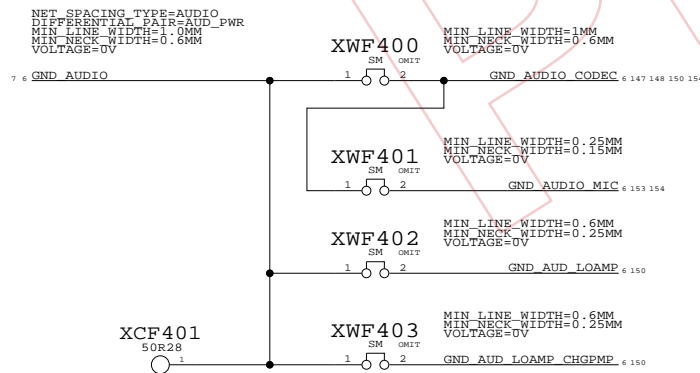 NET_SPACING_TYPE=AUDIO
DIFFERENTIAL_PAIR=AUD_PWR
MIN_LINE_WIDTH=1.0MM
MIN_NECK_WIDTH=0.6MM
VOLTAGE=0V
7 6 GND_AUDIO
XWF400
SM
OMIT
1 2
MIN_LINE_WIDTH=1MM
MIN_NECK_WIDTH=0.6MM
VOLTAGE=0V
GND_AUDIO_CODEC 6 147 148 150 154
XWF401
SM
OMIT
1 2
MIN_LINE_WIDTH=0.25MM
MIN_NECK_WIDTH=0.15MM
VOLTAGE=0V
GND_AUDIO_MIC 6 153 154
XWF402
SM
OMIT
1 2
MIN_LINE_WIDTH=0.6MM
MIN_NECK_WIDTH=0.25MM
VOLTAGE=0V
GND_AUD_LOAMP 6 150
XCF401
50R28
1
XWF403
SM
OMIT
1 2
MIN_LINE_WIDTH=0.6MM
MIN_NECK_WIDTH=0.25MM
VOLTAGE=0V
GND_AUD_LOAMP_CHGPMP 6 150